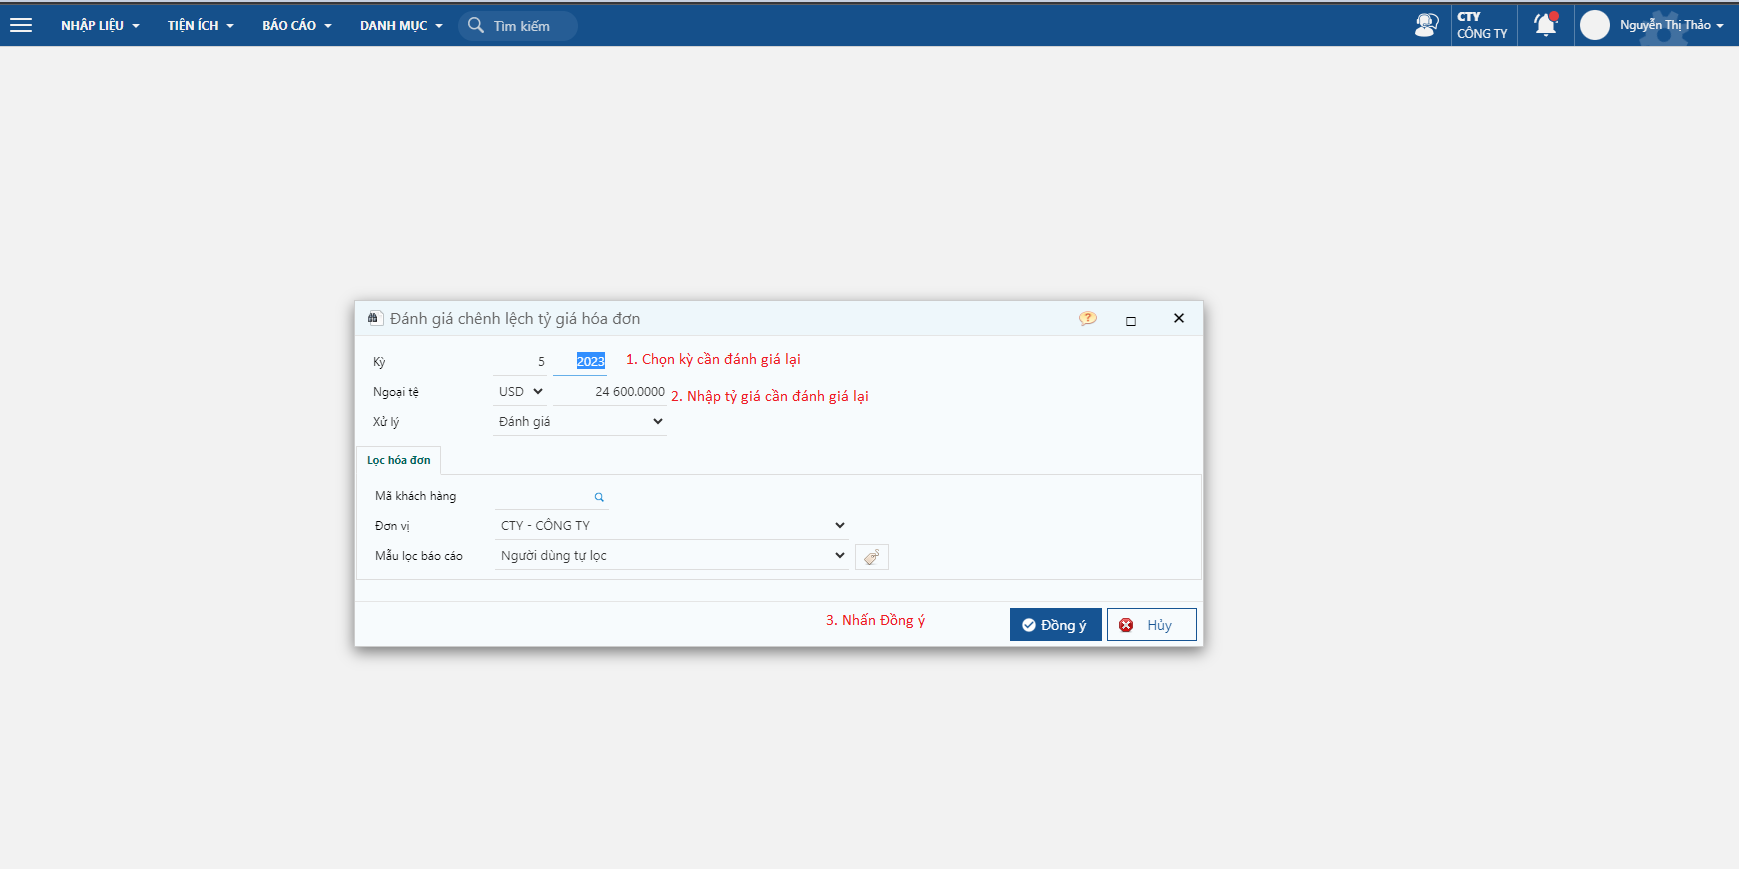 NHẬP LIỆU TIỆN ÍCH BÁO CÁO DANH MỤC Tìm kiếm CTY Nguyễn Thị Thảo
CÔNG TY
Đánh giá chênh lệch tỷ giá hóa đơn
Kỳ 5 2023 1. Chọn kỳ cần đánh giá lại
Ngoại tệ USD 24 600.0000 2. Nhập tỷ giá cần đánh giá lại
Xử lý Đánh giá
Lọc hóa đơn
Mã khách hàng
Đơn vị CTY - CÔNG TY
Mẫu lọc báo cáo Người dùng tự lọc
3. Nhấn Đồng ý Đồng ý Hủy